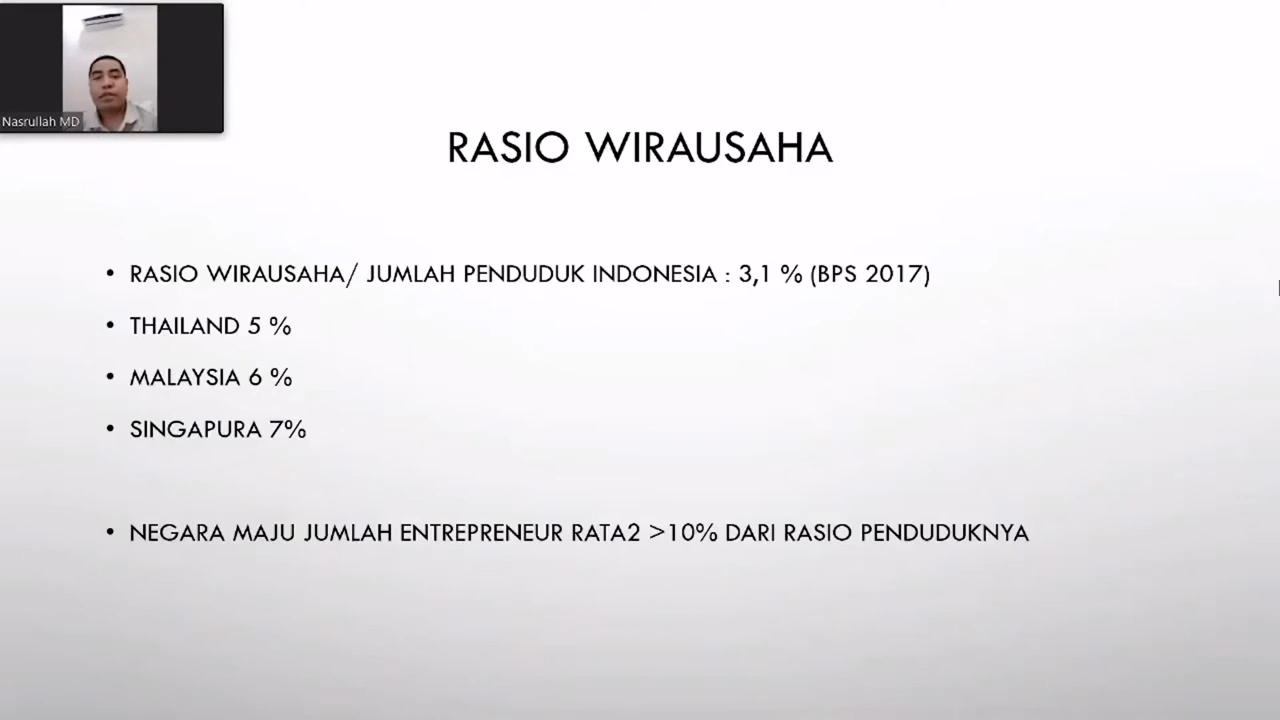 Nasrullah MD
RASIO WIRAUSAHA
• RASIO WIRAUSAHA/ JUMLAH PENDUDUK INDONESIA : 3,1 % (BPS 2017)
• THAILAND 5 %
• MALAYSIA 6 %
• SINGAPURA 7%
• NEGARA MAJU JUMLAH ENTREPRENEUR RATA2 >10% DARI RASIO PENDUDUKNYA